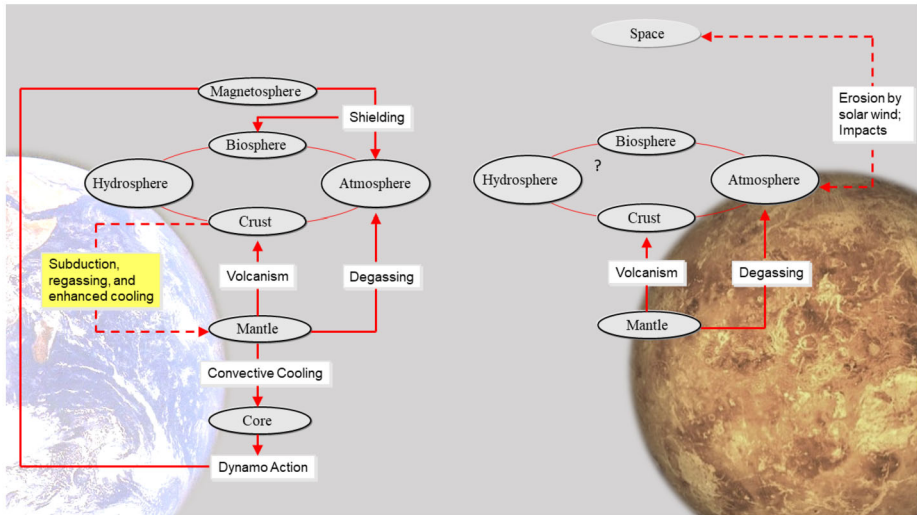 Magnetosphere
Shielding
Biosphere
Hydrosphere
Atmosphere
Crust
Subduction,
regassing, and
enhanced cooling
Volcanism
Degassing
Mantle
Convective Cooling
Core
Dynamo Action
Space
Erosion by
solar wind;
Impacts
Biosphere
?
Hydrosphere
Atmosphere
Crust
Volcanism
Degassing
Mantle